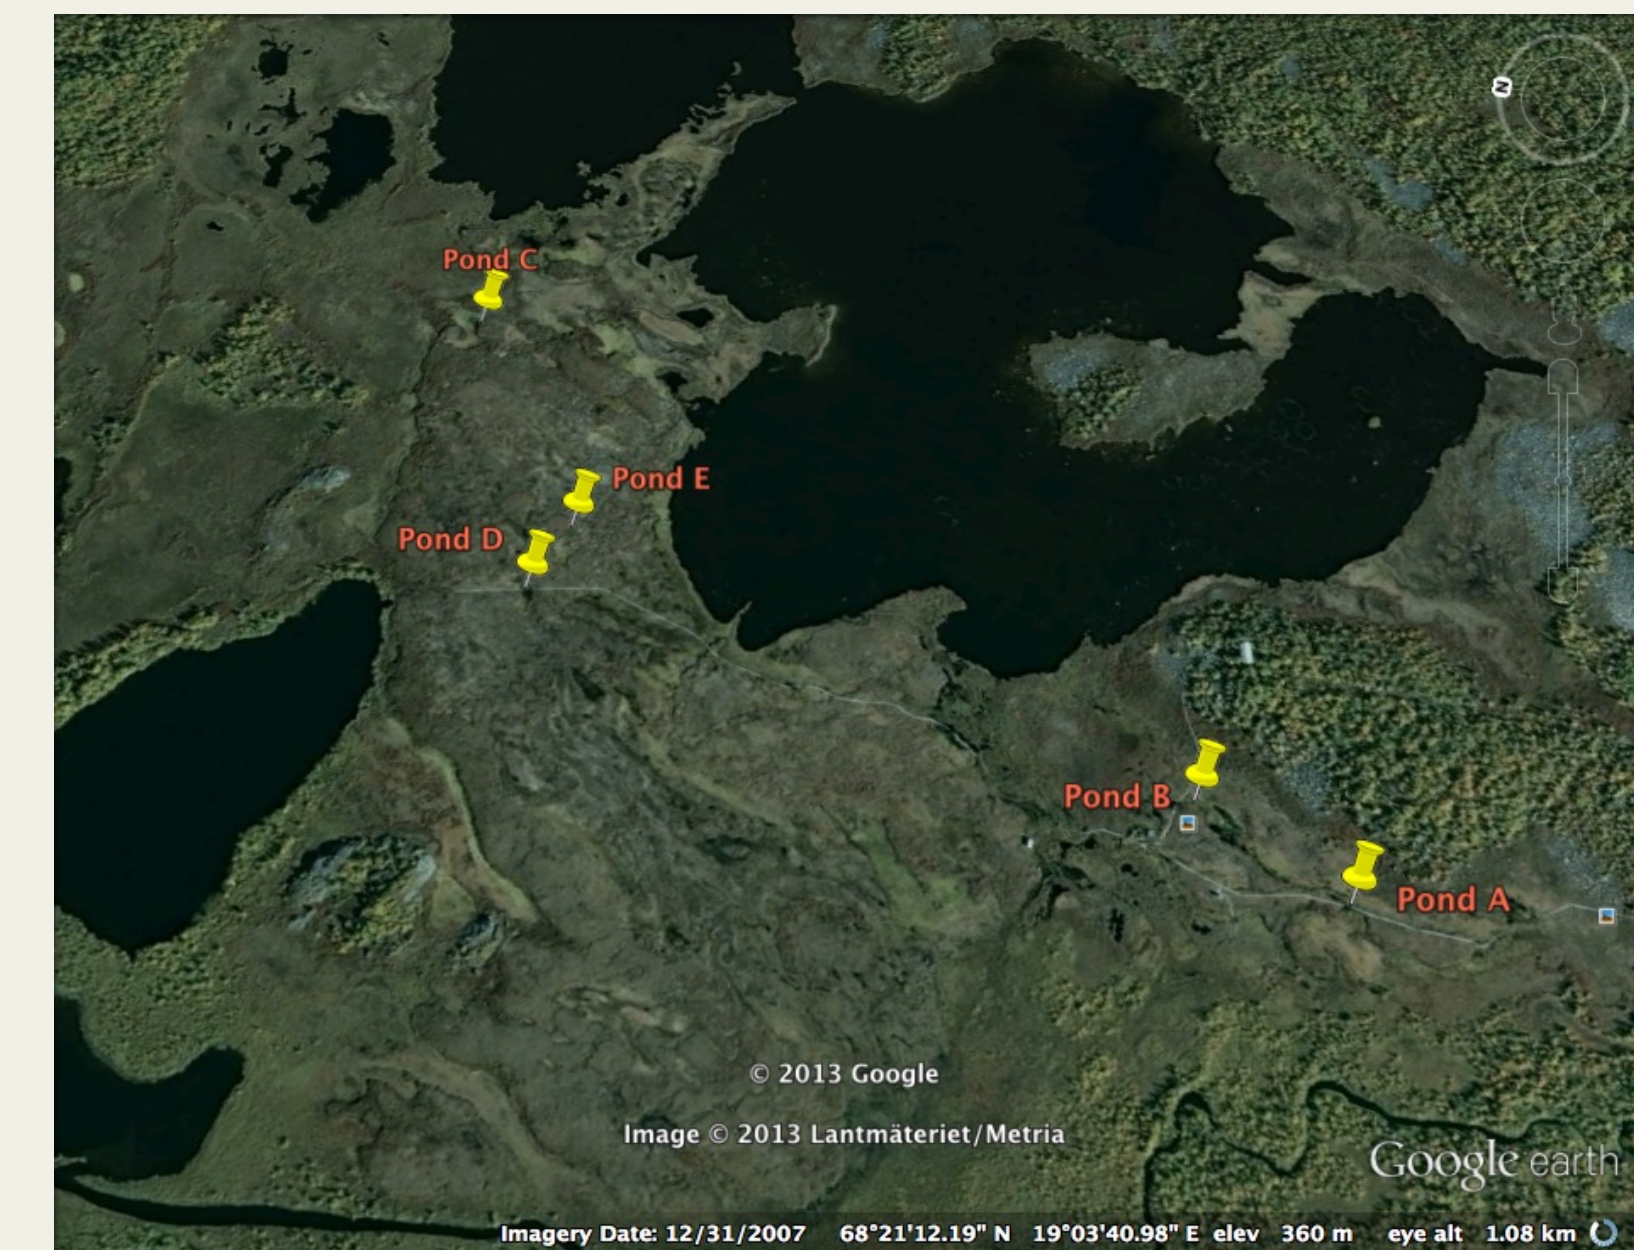 N
Pond C
Pond E
Pond D
Pond B
Pond A
© 2013 Google
Image © 2013 Lantmäteriet/Metria
Google earth
Imagery Date: 12/31/2007 68°21'12.19" N 19°03'40.98" E elev 360 m eye alt 1.08 km